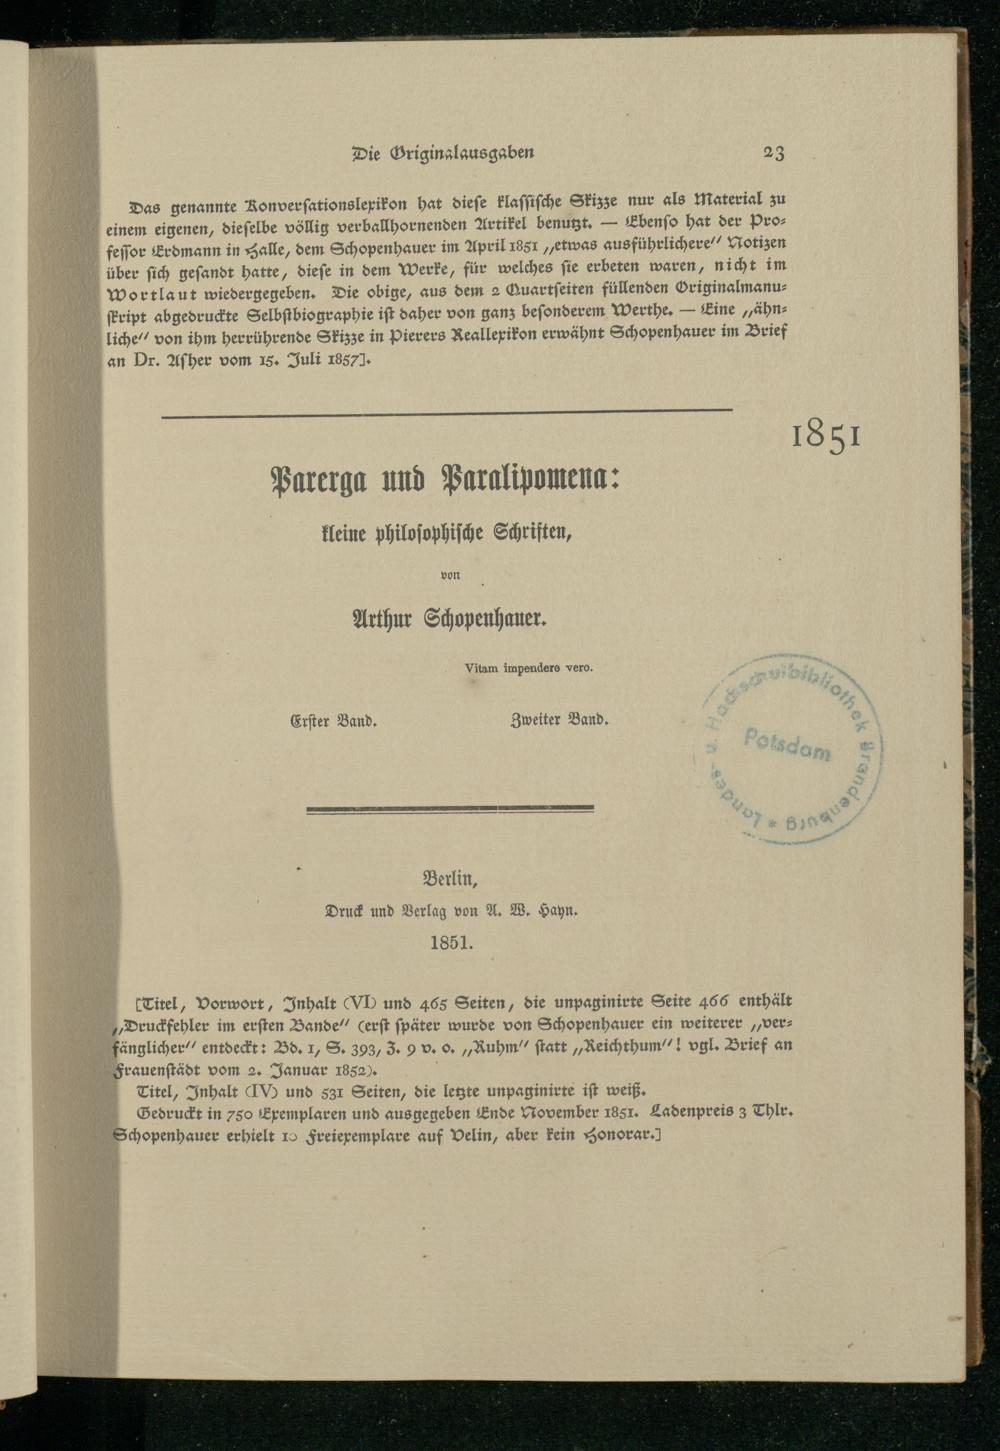 Die Originalausgaben 23
Das genannte Konversationslexikon hat diese klassische Skizze nur als Material zu
einem eigenen, dieselbe völlig verballhornenden Artikel benutzt. — Ebenso hat der Pro-
fessor Erdmann in Halle, dem Schopenhauer im April 1851 „etwas ausführlichere“ Notizen
über sich gesandt hatte, diese in dem Werke, für welches sie erbeten waren, nicht im
Wortlaut wiedergegeben. Die obige, aus dem 2 Quartseiten füllenden Originalmanu-
skript abgedruckte Selbstbiographie ist daher von ganz besonderem Werthe. — Eine „ähn-
liche“ von ihm herrührende Skizze in Pierers Reallexikon erwähnt Schopenhauer im Brief
an Dr. Asher vom 15. Juli 1857].
1851
Parerga und Paralipomena:
kleine philosophische Schriften,
von
Arthur Schopenhauer.
Vitam impendere vero.
Erster Band. Zweiter Band.
Landes- u. Hochschulbibliothek Brandenburg *
Potsdam
Berlin,
Druck und Verlag von A. W. Hayn.
1851.
[Titel, Vorwort, Inhalt (VI) und 465 Seiten, die unpaginirte Seite 466 enthält
„Druckfehler im ersten Bande“ (erst später wurde von Schopenhauer ein weiterer „ver-
fänglicher“ entdeckt: Bd. 1, S. 393, Z. 9 v. o. „Ruhm“ statt „Reichthum“! vgl. Brief an
Frauenstädt vom 2. Januar 1852).
Titel, Inhalt (IV) und 531 Seiten, die letzte unpaginirte ist weiß.
Gedruckt in 750 Exemplaren und ausgegeben Ende November 1851. Ladenpreis 3 Thlr.
Schopenhauer erhielt 10 Freiexemplare auf Velin, aber kein Honorar.]